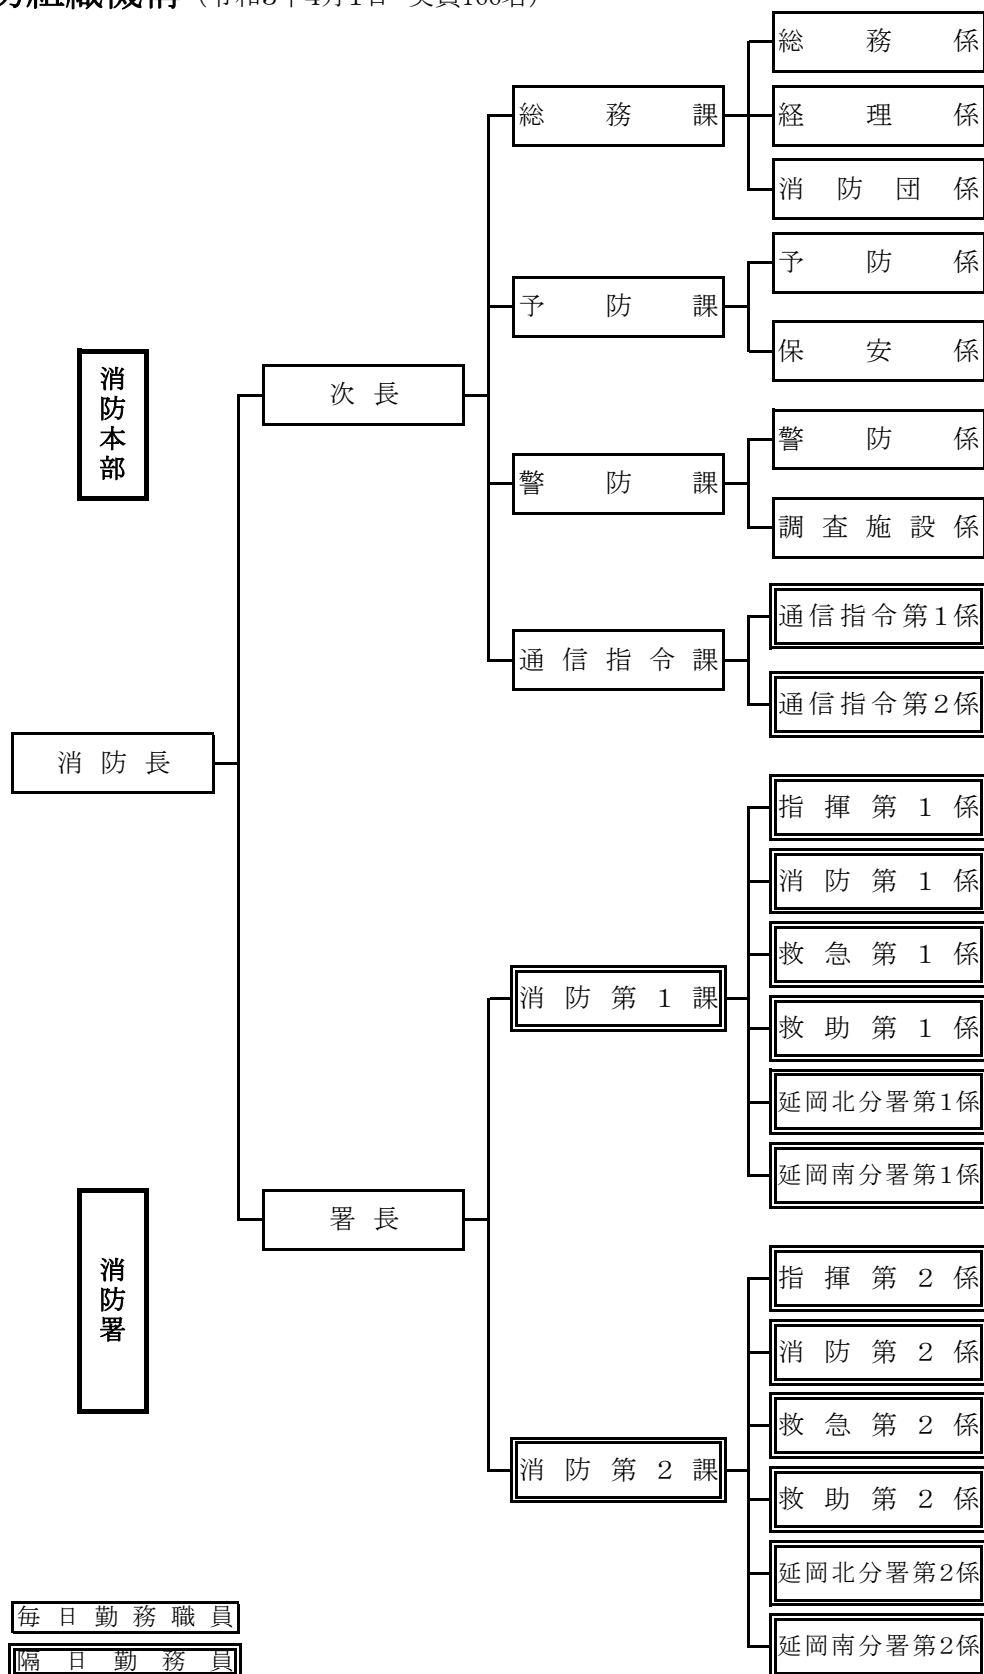 組織機構
総務係
総務課
経理係
消防団係
予防係
予防課
保安係
消防本部
次長
警防係
警防課
調査施設係
通信指令第1係
通信指令課
通信指令第2係
消防長
指揮第1係
消防第1係
救急第1係
消防第1課
救助第1係
延岡北分署第1係
延岡南分署第1係
署長
消防署
指揮第2係
消防第2係
救急第2係
消防第2課
救助第2係
延岡北分署第2係
延岡南分署第2係
毎日勤務職員
隔日勤務員